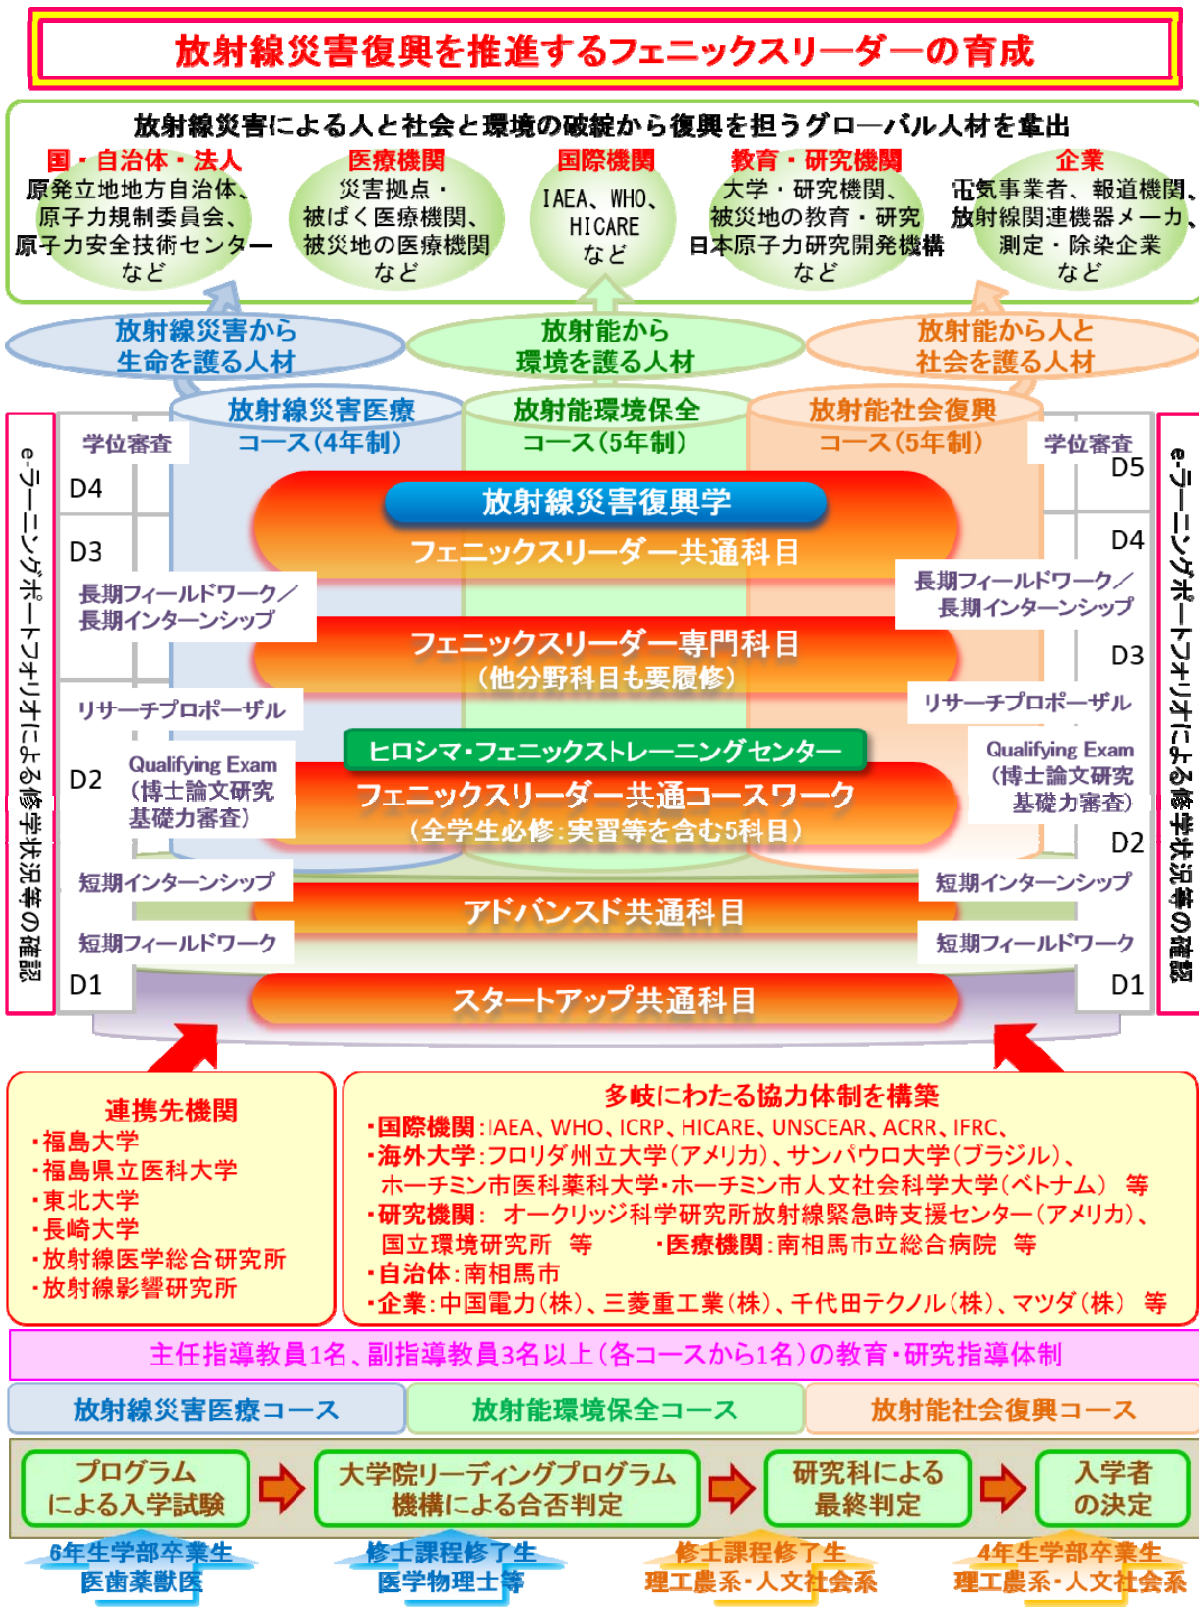 放射線災害復興を推進するフェニックスリーダーの育成
放射線災害による人と社会と環境の破綻から復興を担うグローバル人材を輩出
国・自治体・法人
原発立地地方自治体、
原子力規制委員会、
原子力安全技術センター
など
医療機関
災害拠点・
被ばく医療機関、
被災地の医療機関
など
国際機関
IAEA、WHO、
HICARE
など
教育・研究機関
大学・研究機関、
被災地の教育・研究
日本原子力研究開発機構
など
企業
電気事業者、報道機関、
放射線関連機器メーカ、
測定・除染企業
など
放射線災害から
生命を護る人材
放射能から
環境を護る人材
放射能から人と
社会を護る人材
放射線災害医療
コース(4年制)
放射能環境保全
コース(5年制)
放射能社会復興
コース(5年制)
e-ラーニングポートフォリオによる修学状況等の確認
学位審査
D4
D3
長期フィールドワーク／
長期インターンシップ
リサーチプロポーザル
D2
Qualifying Exam
(博士論文研究
基礎力審査)
短期インターンシップ
短期フィールドワーク
D1
放射線災害復興学
フェニックスリーダー共通科目
フェニックスリーダー専門科目
(他分野科目も要履修)
ヒロシマ・フェニックストレーニングセンター
フェニックスリーダー共通コースワーク
(全学生必修:実習等を含む5科目)
アドバンスド共通科目
スタートアップ共通科目
学位審査
D5
D4
長期フィールドワーク／
長期インターンシップ
D3
リサーチプロポーザル
Qualifying Exam
(博士論文研究
基礎力審査)
D2
短期インターンシップ
短期フィールドワーク
D1
e-ラーニングポートフォリオによる修学状況等の確認
連携先機関
・福島大学
・福島県立医科大学
・東北大学
・長崎大学
・放射線医学総合研究所
・放射線影響研究所
多岐にわたる協力体制を構築
・国際機関:IAEA、WHO、ICRP、HICARE、UNSCEAR、ACRR、IFRC、
・海外大学:フロリダ州立大学(アメリカ)、サンパウロ大学(ブラジル)、
ホーチミン市医科薬科大学・ホーチミン市人文社会科学大学(ベトナム) 等
・研究機関: オークリッジ科学研究所放射線緊急時支援センター(アメリカ)、
国立環境研究所 等 ・医療機関:南相馬市立総合病院 等
・自治体:南相馬市
・企業:中国電力(株)、三菱重工業(株)、千代田テクノル(株)、マツダ(株) 等
主任指導教員1名、副指導教員3名以上(各コースから1名)の教育・研究指導体制
放射線災害医療コース
放射能環境保全コース
放射能社会復興コース
プログラム
による入学試験
大学院リーディングプログラム
機構による合否判定
研究科による
最終判定
入学者
の決定
6年生学部卒業生
医歯薬獣医
修士課程修了生
医学物理士等
修士課程修了生
理工農系・人文社会系
4年生学部卒業生
理工農系・人文社会系